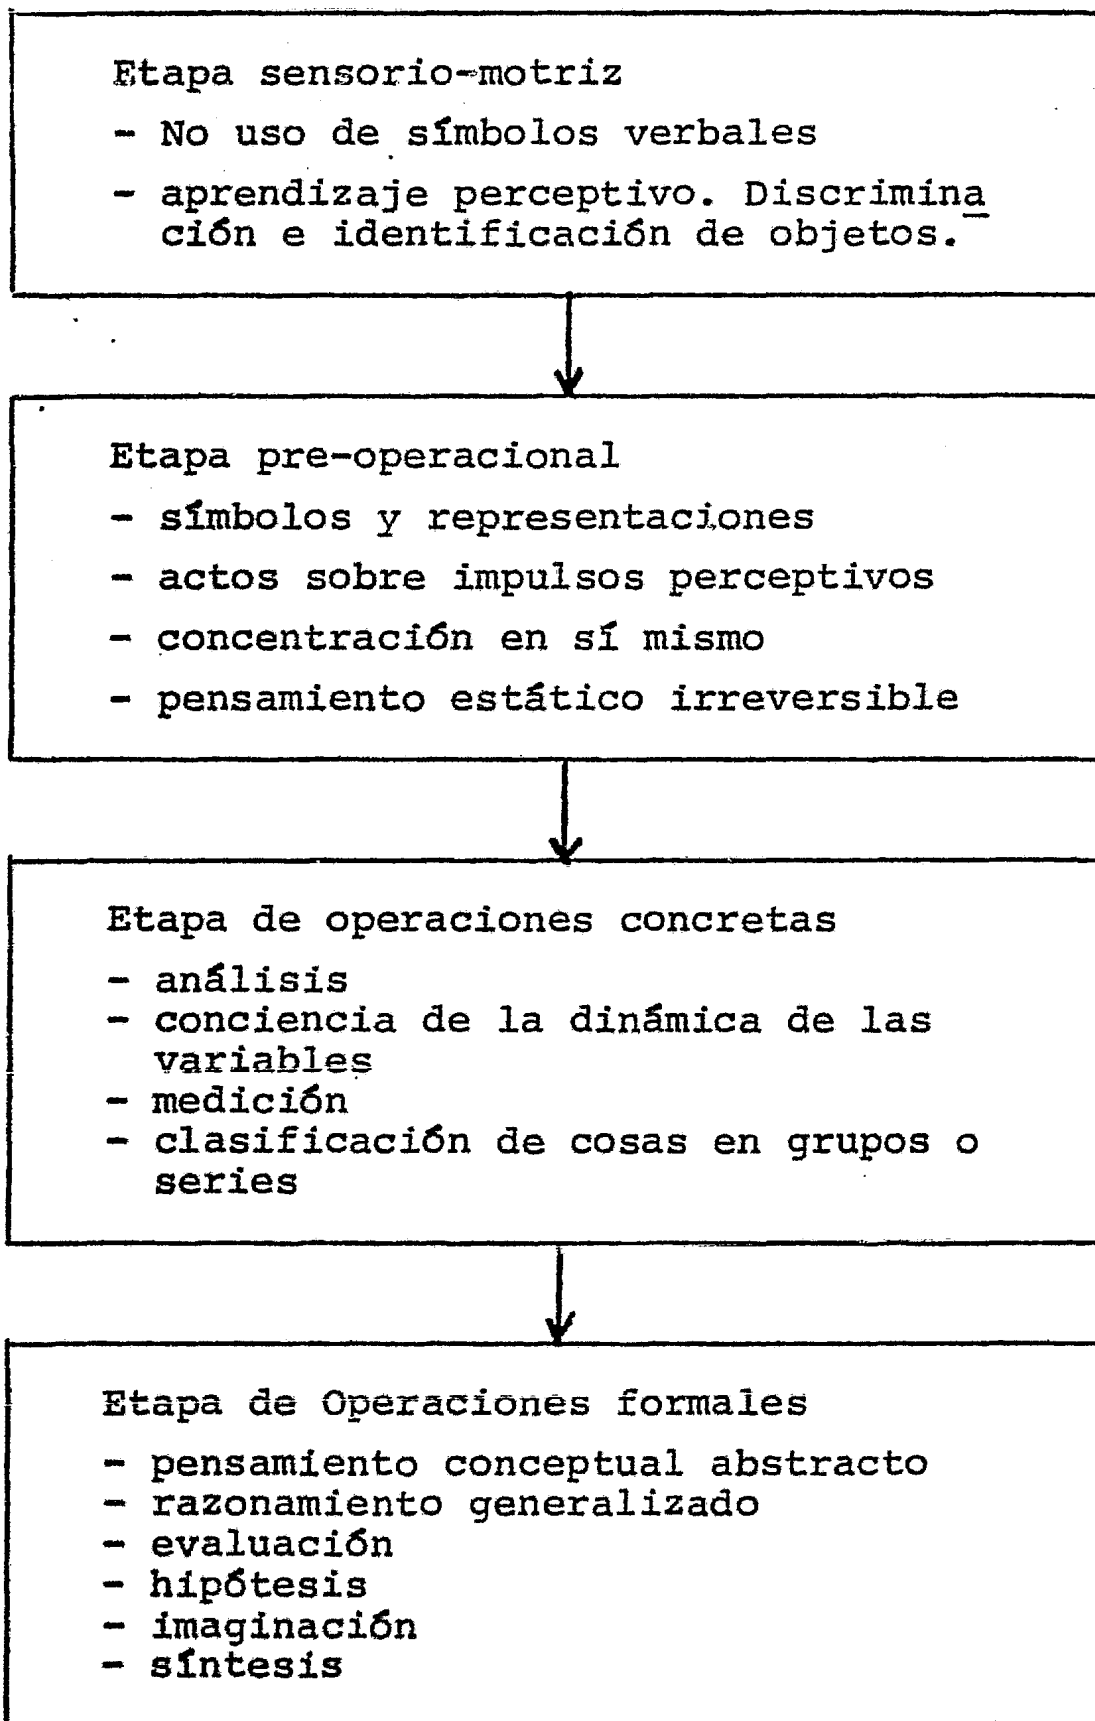 Etapa sensorio-motriz
- No uso de símbolos verbales
- aprendizaje perceptivo. Discrimina
ción e identificación de objetos.
Etapa pre-operacional
- símbolos y representaciones
- actos sobre impulsos perceptivos
- concentración en sí mismo
- pensamiento estático irreversible
Etapa de operaciones concretas
- análisis
- conciencia de la dinámica de las
variables
- medición
- clasificación de cosas en grupos o
series
Etapa de Operaciones formales
- pensamiento conceptual abstracto
- razonamiento generalizado
- evaluación
- hipótesis
- imaginación
- síntesis